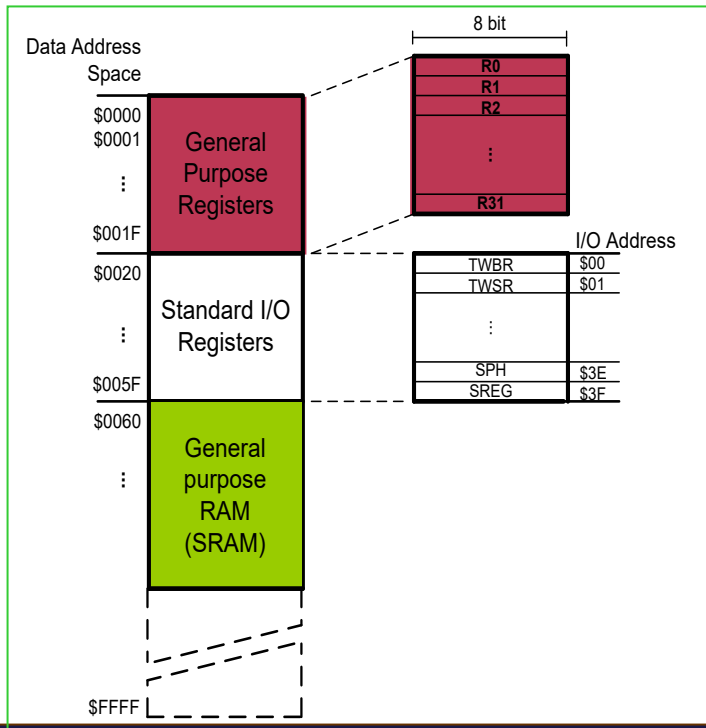 8 bit
Data Address
Space
$0000
$0001
⋮
$001F
$0020
⋮
$005F
$0060
⋮
$FFFF
General
Purpose
Registers
Standard I/O
Registers
General
purpose
RAM
(SRAM)
R0
R1
R2
⋮
R31
I/O Address
TWBR $00
TWSR $01
⋮
SPH $3E
SREG $3F